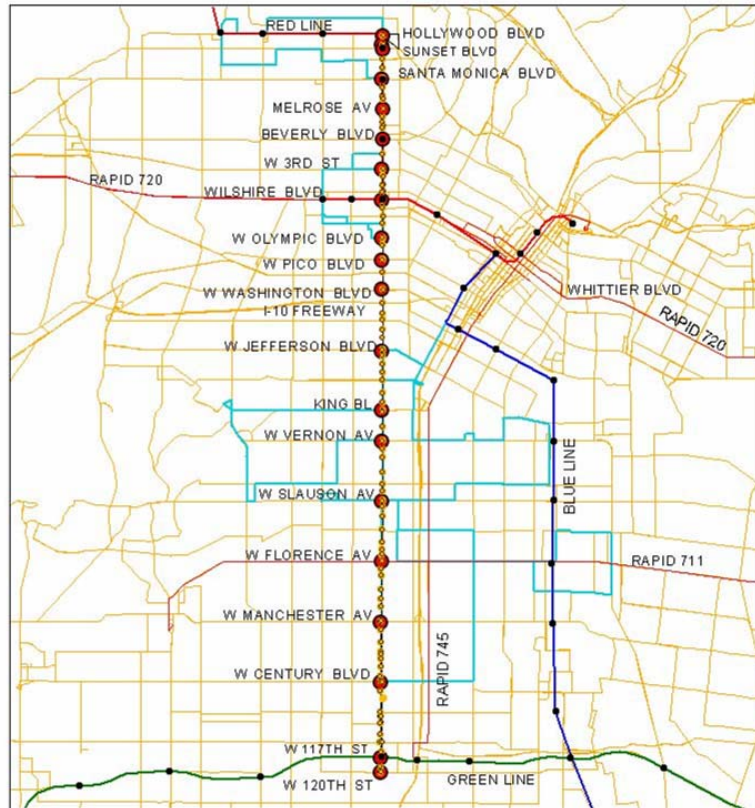 RED LINE
HOLLYWOOD BLVD
SUNSET BLVD
SANTA MONICA BLVD
MELROSE AV
BEVERLY BLVD
W 3RD ST
RAPID 720
WILSHIRE BLVD
W OLYMPIC BLVD
W PICO BLVD
W WASHINGTON BLVD
WHITTIER BLVD
I-10 FREEWAY
RAPID 720
W JEFFERSON BLVD
KING BL
W VERNON AV
BLUE LINE
W SLAUSON AV
W FLORENCE AV
RAPID 711
W MANCHESTER AV
RAPID 745
W CENTURY BLVD
W 117TH ST
GREEN LINE
W 120TH ST